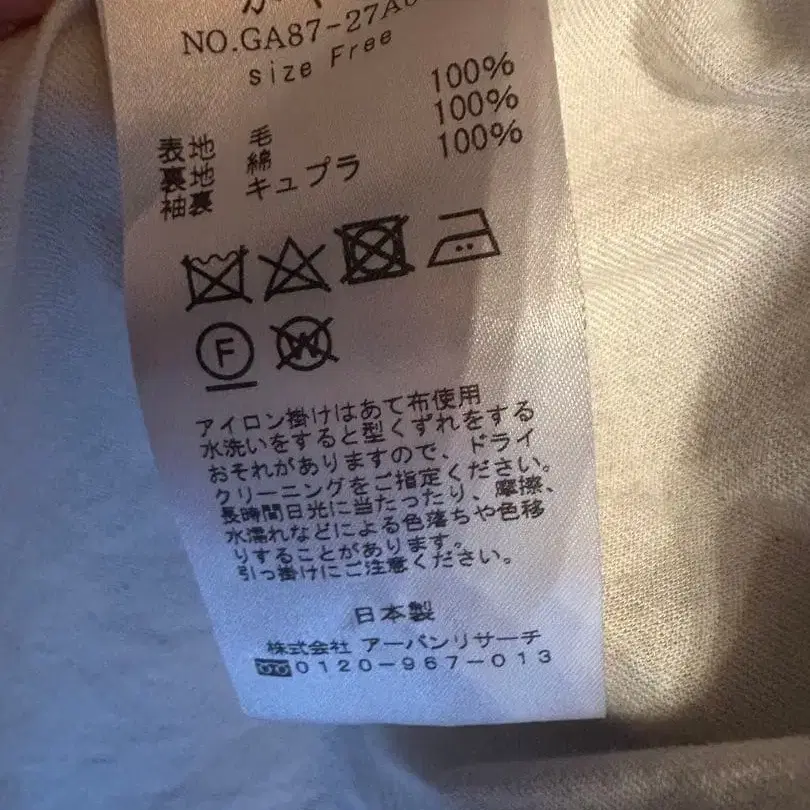 NO.GA87-27A
size Free
表地 毛 100%
裏地 綿 100%
袖裏 キュプラ 100%
F W
アイロン掛けはあて布使用
水洗いをすると型くずれをする
おそれがありますので、ドライ
クリーニングをご指定ください。
長時間日光に当たったり、摩擦、
水濡れなどによる色落ちや色移
りすることがあります。
引っ掛けにご注意ください。
日本製
株式会社 アーバンリサーチ
0120-967-013